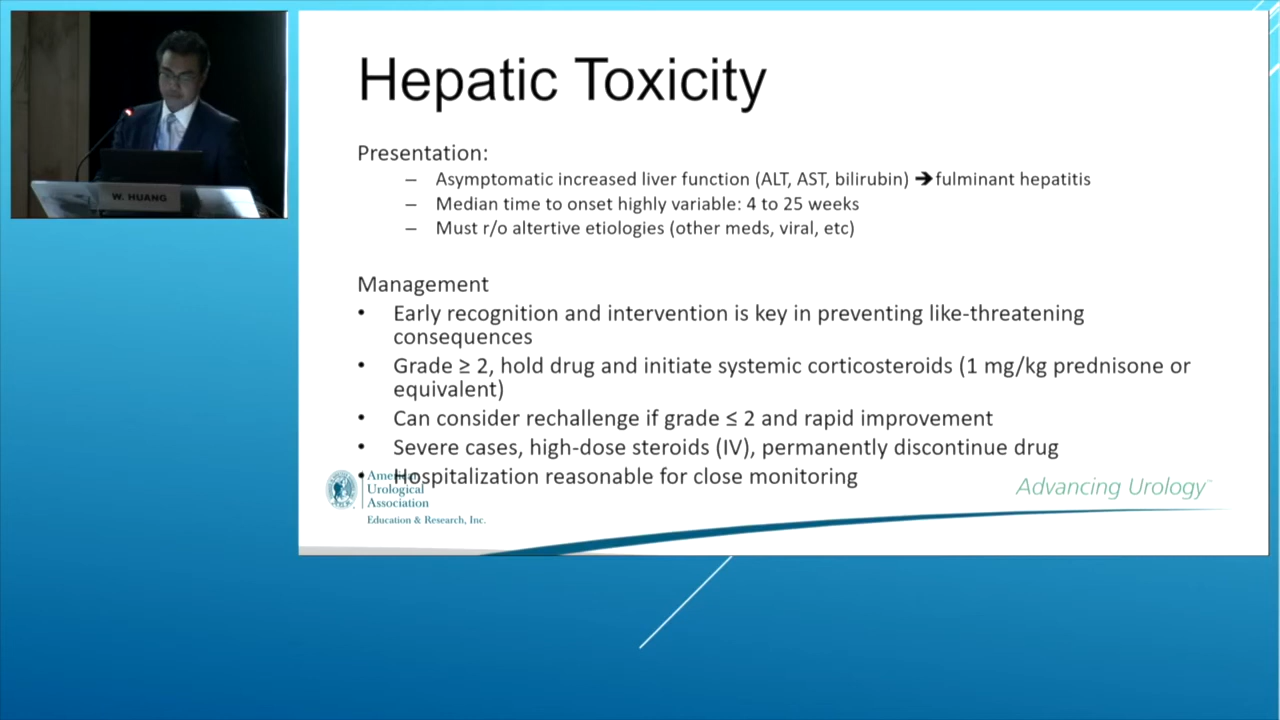 Hepatic Toxicity
Presentation:
– Asymptomatic increased liver function (ALT, AST, bilirubin) ➔fulminant hepatitis
– Median time to onset highly variable: 4 to 25 weeks
– Must r/o altertive etiologies (other meds, viral, etc)
Management
• Early recognition and intervention is key in preventing like-threatening
consequences
• Grade ≥ 2, hold drug and initiate systemic corticosteroids (1 mg/kg prednisone or
equivalent)
• Can consider rechallenge if grade ≤ 2 and rapid improvement
• Severe cases, high-dose steroids (IV), permanently discontinue drug
• Hospitalization reasonable for close monitoring
American
Urological
Association
Education & Research, Inc.
Advancing Urology™
W. HUANG